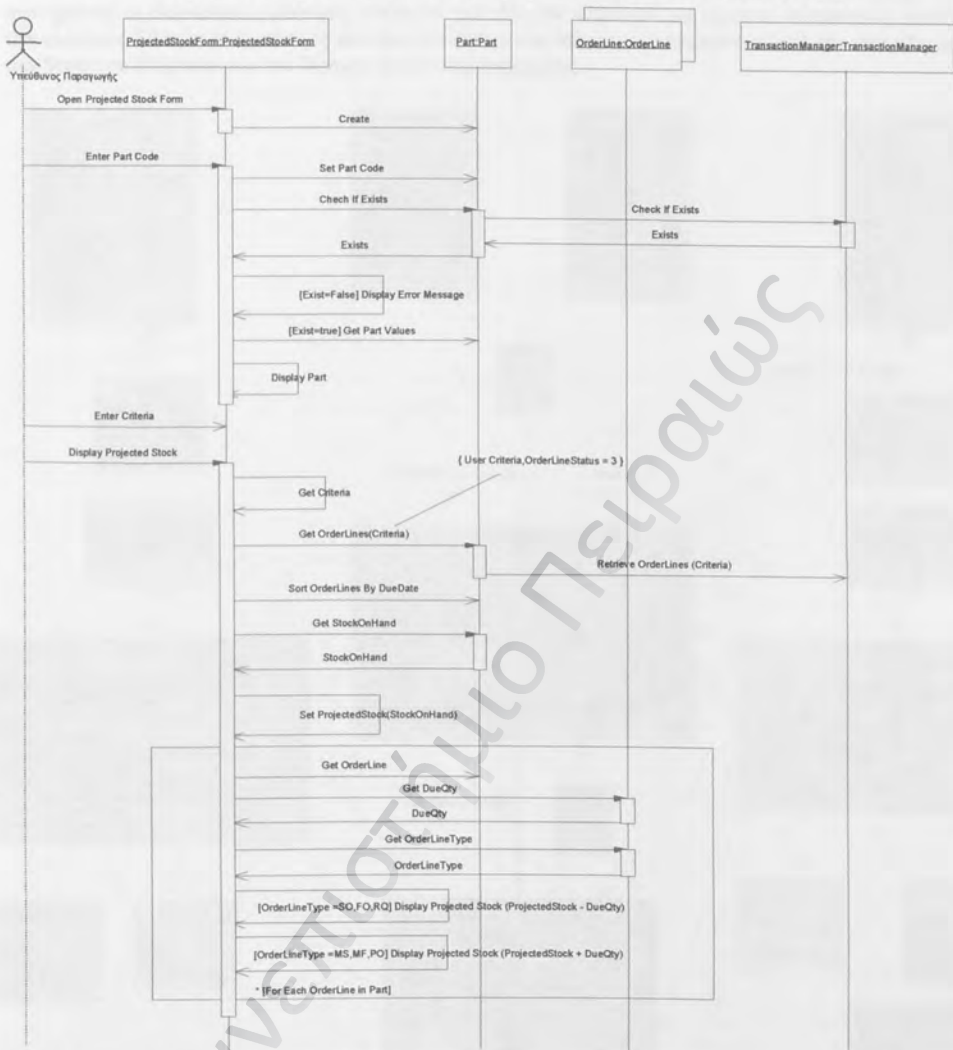 ProjectedStockForm:ProjectedStockForm
Part:Part
OrderLine:OrderLine
TransactionManager:TransactionManager
Υπεύθυνος Παραγωγής
Open Projected Stock Form
Create
Enter Part Code
Set Part Code
Chech If Exists
Check If Exists
Exists
Exists
[Exist=False] Display Error Message
[Exist=true] Get Part Values
Display Part
Enter Criteria
Display Projected Stock
{ User Criteria,OrderLineStatus = 3 }
Get Criteria
Get OrderLines(Criteria)
Retrieve OrderLines (Criteria)
Sort OrderLines By DueDate
Get StockOnHand
StockOnHand
Set ProjectedStock(StockOnHand)
Get OrderLine
Get DueQty
DueQty
Get OrderLineType
OrderLineType
[OrderLineType =SO,FO,RQ] Display Projected Stock (ProjectedStock - DueQty)
[OrderLineType =MS,MF,PO] Display Projected Stock (ProjectedStock + DueQty)
* [For Each OrderLine in Part]
νεπιστήμιο Πειραιώς